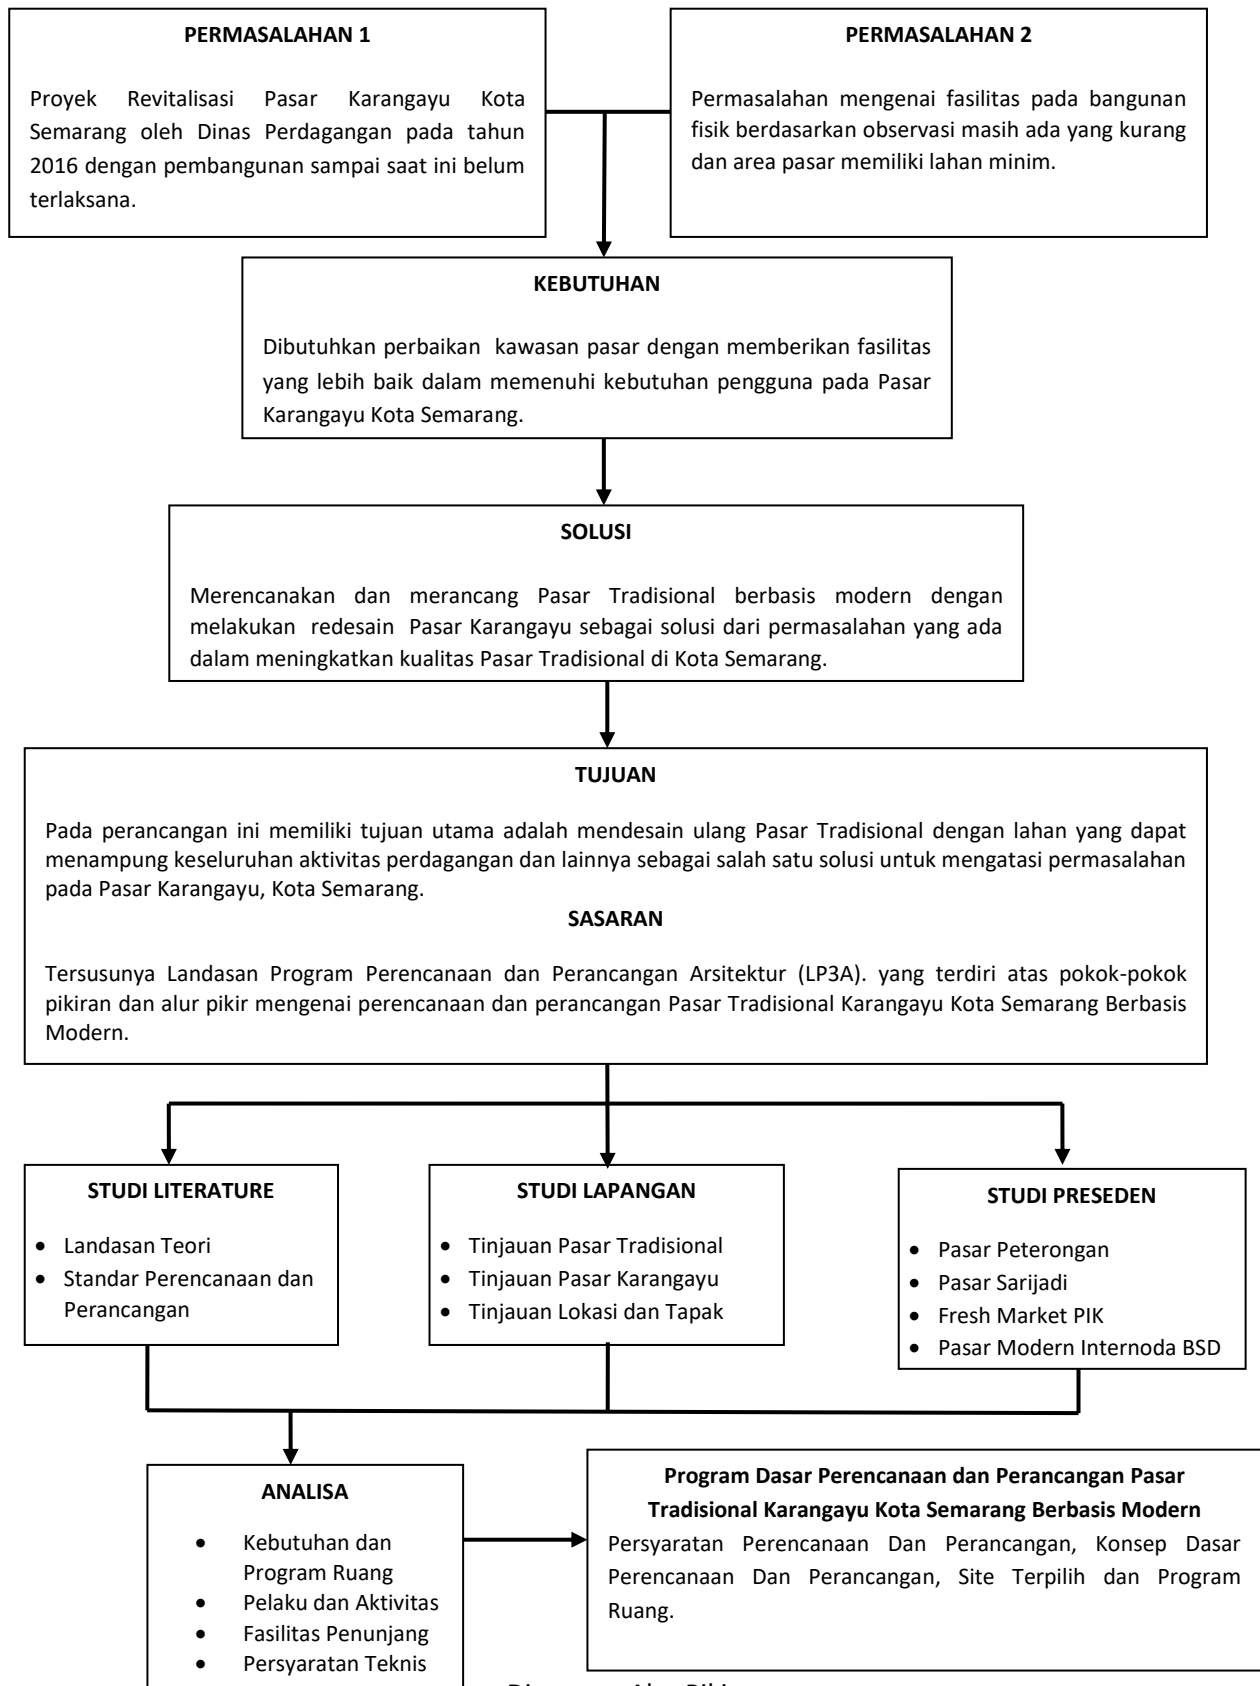 PERMASALAHAN 1
Proyek Revitalisasi Pasar Karangayu Kota
Semarang oleh Dinas Perdagangan pada tahun
2016 dengan pembangunan sampai saat ini belum
terlaksana.
PERMASALAHAN 2
Permasalahan mengenai fasilitas pada bangunan
fisik berdasarkan observasi masih ada yang kurang
dan area pasar memiliki lahan minim.
KEBUTUHAN
Dibutuhkan perbaikan kawasan pasar dengan memberikan fasilitas
yang lebih baik dalam memenuhi kebutuhan pengguna pada Pasar
Karangayu Kota Semarang.
SOLUSI
Merencanakan dan merancang Pasar Tradisional berbasis modern dengan
melakukan redesain Pasar Karangayu sebagai solusi dari permasalahan yang ada
dalam meningkatkan kualitas Pasar Tradisional di Kota Semarang.
TUJUAN
Pada perancangan ini memiliki tujuan utama adalah mendesain ulang Pasar Tradisional dengan lahan yang dapat
menampung keseluruhan aktivitas perdagangan dan lainnya sebagai salah satu solusi untuk mengatasi permasalahan
pada Pasar Karangayu, Kota Semarang.
SASARAN
Tersusunya Landasan Program Perencanaan dan Perancangan Arsitektur (LP3A). yang terdiri atas pokok-pokok
pikiran dan alur pikir mengenai perencanaan dan perancangan Pasar Tradisional Karangayu Kota Semarang Berbasis
Modern.
STUDI LITERATURE
• Landasan Teori
• Standar Perencanaan dan
Perancangan
STUDI LAPANGAN
• Tinjauan Pasar Tradisional
• Tinjauan Pasar Karangayu
• Tinjauan Lokasi dan Tapak
STUDI PRESEDEN
• Pasar Peterongan
• Pasar Sarijadi
• Fresh Market PIK
• Pasar Modern Internoda BSD
ANALISA
• Kebutuhan dan
Program Ruang
• Pelaku dan Aktivitas
• Fasilitas Penunjang
• Persyaratan Teknis
Program Dasar Perencanaan dan Perancangan Pasar
Tradisional Karangayu Kota Semarang Berbasis Modern
Persyaratan Perencanaan Dan Perancangan, Konsep Dasar
Perencanaan Dan Perancangan, Site Terpilih dan Program
Ruang.